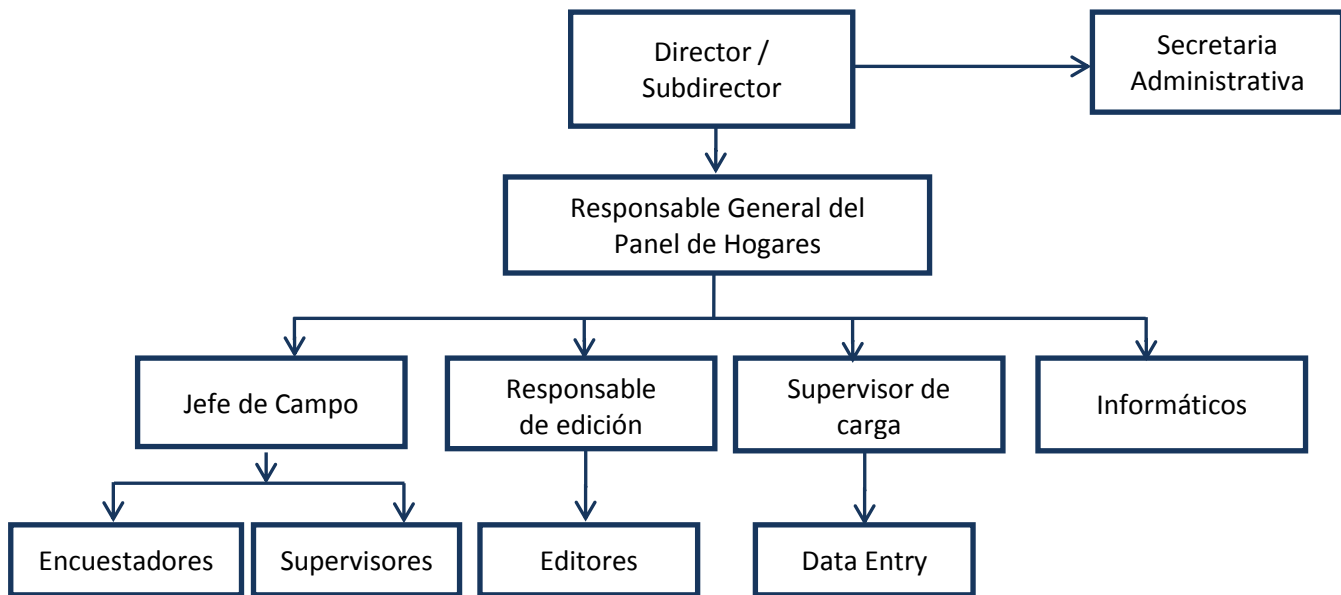 Director /
Subdirector
Secretaria
Administrativa
Responsable General del
Panel de Hogares
Jefe de Campo
Responsable
de edición
Supervisor de
carga
Informáticos
Encuestadores
Supervisores
Editores
Data Entry